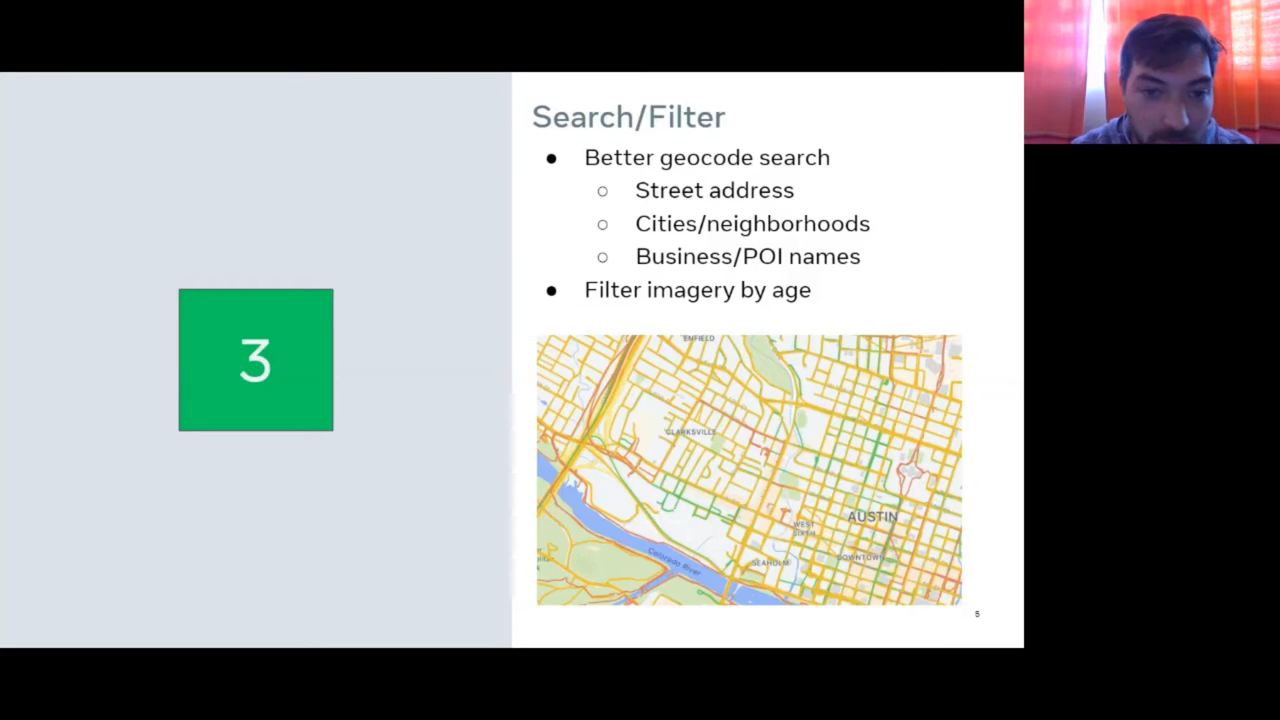 3
Search/Filter
● Better geocode search
○ Street address
○ Cities/neighborhoods
○ Business/POI names
● Filter imagery by age
ENFIELD
CLARKSVILLE
AUSTIN
WEST
SIXTH
DOWNTOWN
SEAHOLM
Colorado River
5